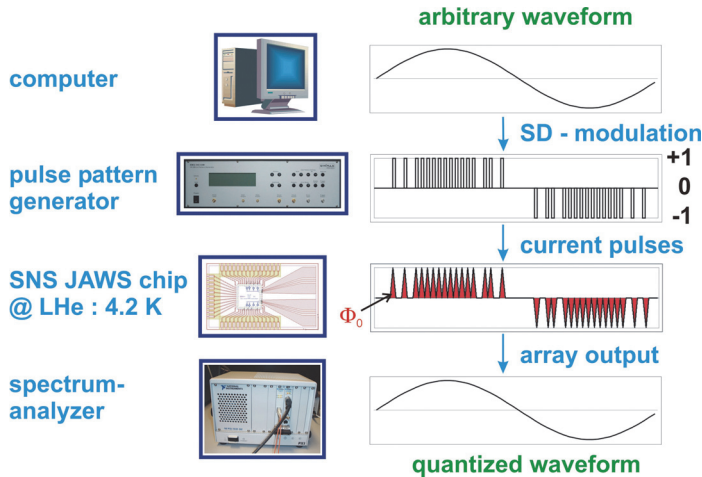 arbitrary waveform
computer
SD - modulation
pulse pattern
generator
+1
0
-1
current pulses
SNS JAWS chip
@ LHe : 4.2 K
Φ₀
array output
spectrum-
analyzer
quantized waveform